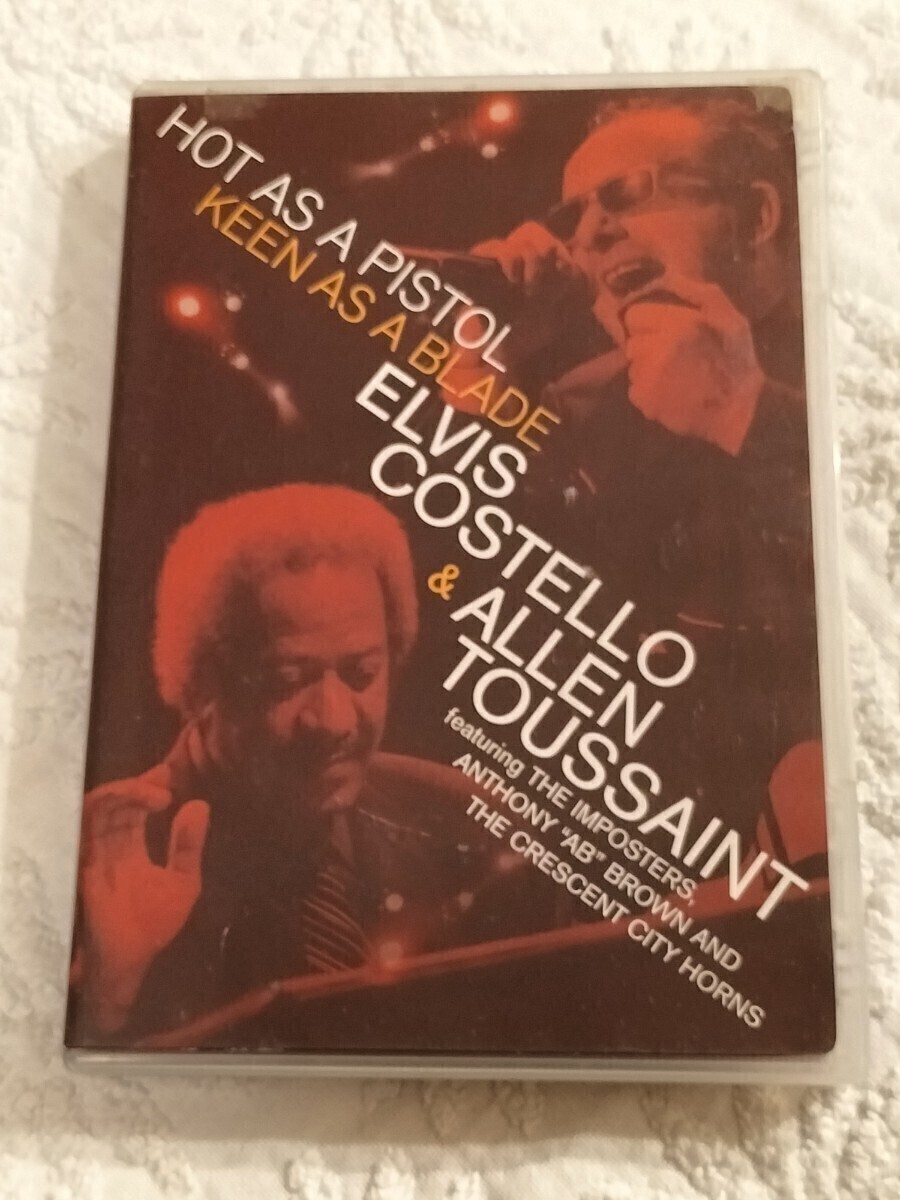 HOT AS A PISTOL
KEEN AS A BLADE
ELVIS
COSTELLO
& ALLEN
TOUSSAINT
featuring THE IMPOSTERS,
ANTHONY "AB" BROWN AND
THE CRESCENT CITY HORNS